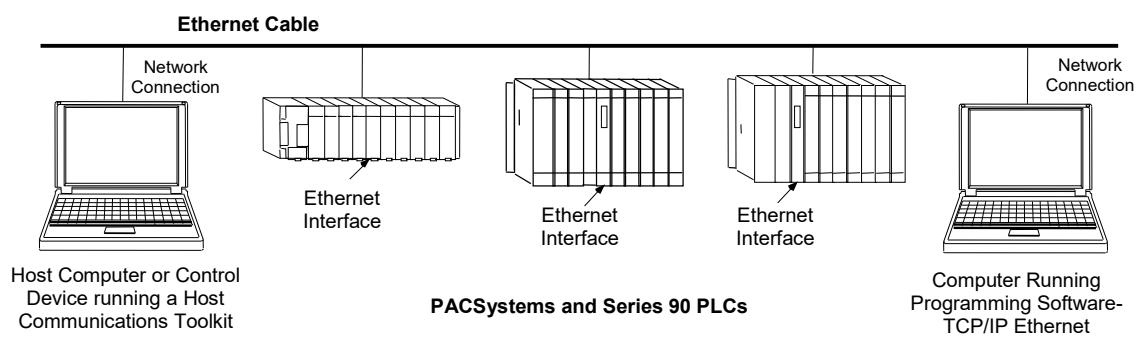 Ethernet Cable
Network
Connection
Network
Connection
Ethernet
Interface
Ethernet
Interface
Ethernet
Interface
Host Computer or Control
Device running a Host
Communications Toolkit
PACSystems and Series 90 PLCs
Computer Running
Programming Software-
TCP/IP Ethernet